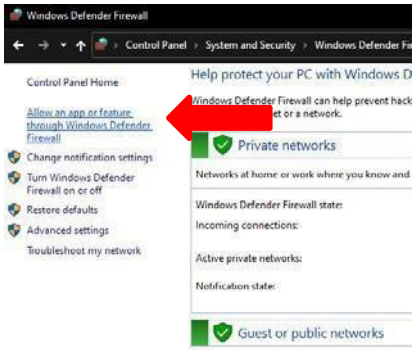 Windows Defender Firewall
Control Panel > System and Security > Windows Defender Fi
Control Panel Home
Allow an app or feature
through Windows Defender
Firewall
Change notification settings
Turn Windows Defender
Firewall on or off
Restore defaults
Advanced settings
Troubleshoot my network
Help protect your PC with Windows D
Windows Defender Firewall can help prevent hack
et or a network.
Private networks
Networks at home or work where you know and
Windows Defender Firewall state:
Incoming connections:
Active private networks:
Notification state:
Guest or public networks